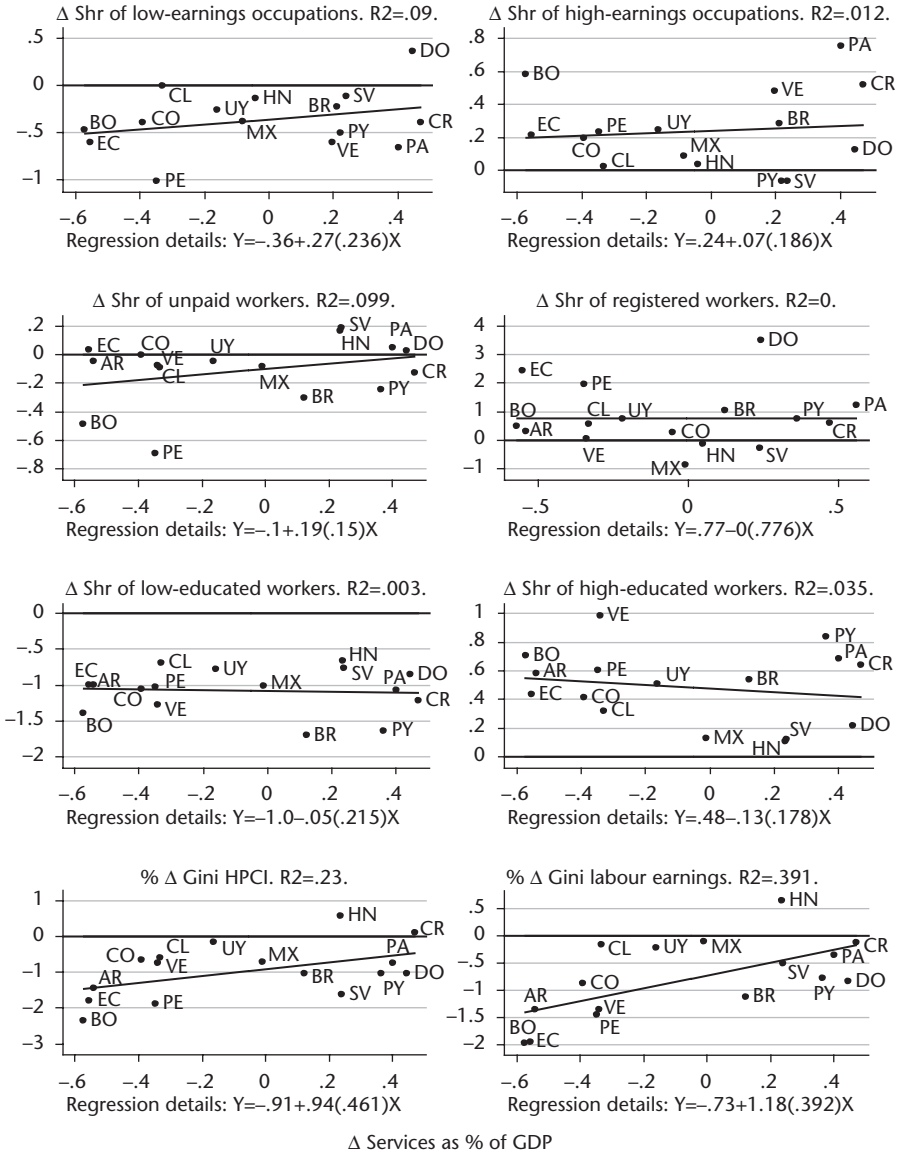 Δ Shr of low-earnings occupations. R2=.09.
.5
0
−.5
−1
DO
CL
HN
SV
BO
CO
UY
BR
CR
EC
MX
PY
VE
PA
PE
−.6 −.4 −.2 0 .2 .4
Regression details: Y=−.36+.27(.236)X
Δ Shr of high-earnings occupations. R2=.012.
.8
.6
.4
.2
0
PA
BO
CR
VE
EC
PE
UY
BR
CO
MX
DO
CL
HN
PY
SV
−.6 −.4 −.2 0 .2 .4
Regression details: Y=.24+.07(.186)X
Δ Shr of unpaid workers. R2=.099.
.2
0
−.2
−.4
−.6
−.8
SV
EC
CO
UY
HN
PA
DO
AR
VE
CL
MX
CR
BR
PY
BO
PE
−.6 −.4 −.2 0 .2 .4
Regression details: Y=−.1+.19(.15)X
Δ Shr of registered workers. R2=0.
4
3
2
1
0
−1
DO
EC
PE
BO
CL
UY
BR
PY
PA
AR
CO
CR
VE
HN
SV
MX
−.5 0 .5
Regression details: Y=.77−0(.776)X
Δ Shr of low-educated workers. R2=.003.
0
−.5
−1
−1.5
−2
CL
HN
EC
AR
PE
UY
SV
MX
PA
DO
CO
VE
CR
BO
BR
PY
−.6 −.4 −.2 0 .2 .4
Regression details: Y=−1.0−.05(.215)X
Δ Shr of high-educated workers. R2=.035.
1
.8
.6
.4
.2
0
VE
PY
BO
PA
AR
PE
UY
BR
CR
EC
CO
CL
MX
SV
HN
DO
−.6 −.4 −.2 0 .2 .4
Regression details: Y=.48−.13(.178)X
% Δ Gini HPCI. R2=.23.
1
0
−1
−2
−3
HN
CR
CO
CL
UY
MX
PA
VE
AR
BR
DO
EC
PE
SV
PY
BO
−.6 −.4 −.2 0 .2 .4
Regression details: Y=−.91+.94(.461)X
% Δ Gini labour earnings. R2=.391.
.5
0
−.5
−1
−1.5
−2
HN
CL
UY
MX
CR
PA
CO
SV
AR
VE
BR
PY
DO
BO
PE
EC
−.6 −.4 −.2 0 .2 .4
Regression details: Y=−.73+1.18(.392)X
Δ Services as % of GDP